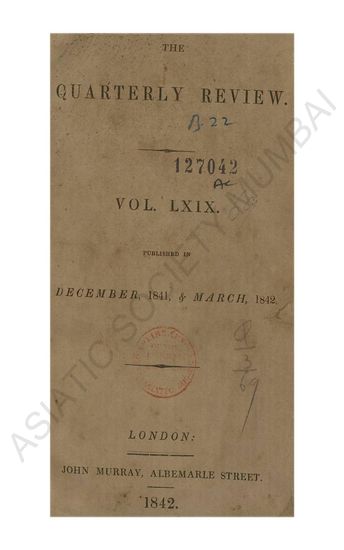 THE
QUARTERLY REVIEW.
B.22
127042
VOL. LXIX.
PUBLISHED IN
DECEMBER, 1841, & MARCH, 1842.
LONDON:
JOHN MURRAY, ALBEMARLE STREET.
1842.
ASIATIC SOCIETY MUMBAI